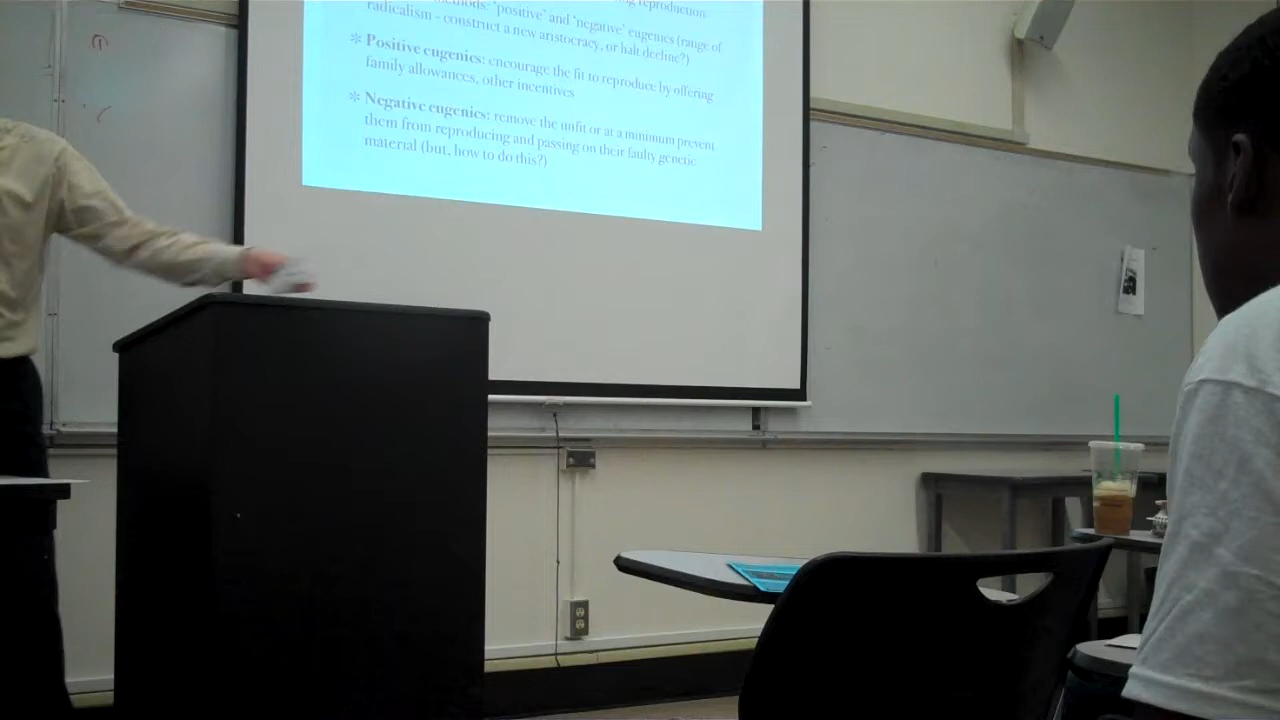 reproduction.
methods: 'positive' and 'negative' eugenics (range of
radicalism - construct a new aristocracy, or halt decline?)
* Positive eugenics: encourage the fit to reproduce by offering
family allowances, other incentives
* Negative eugenics: remove the unfit or at a minimum prevent
them from reproducing and passing on their faulty genetic
material (but, how to do this?)